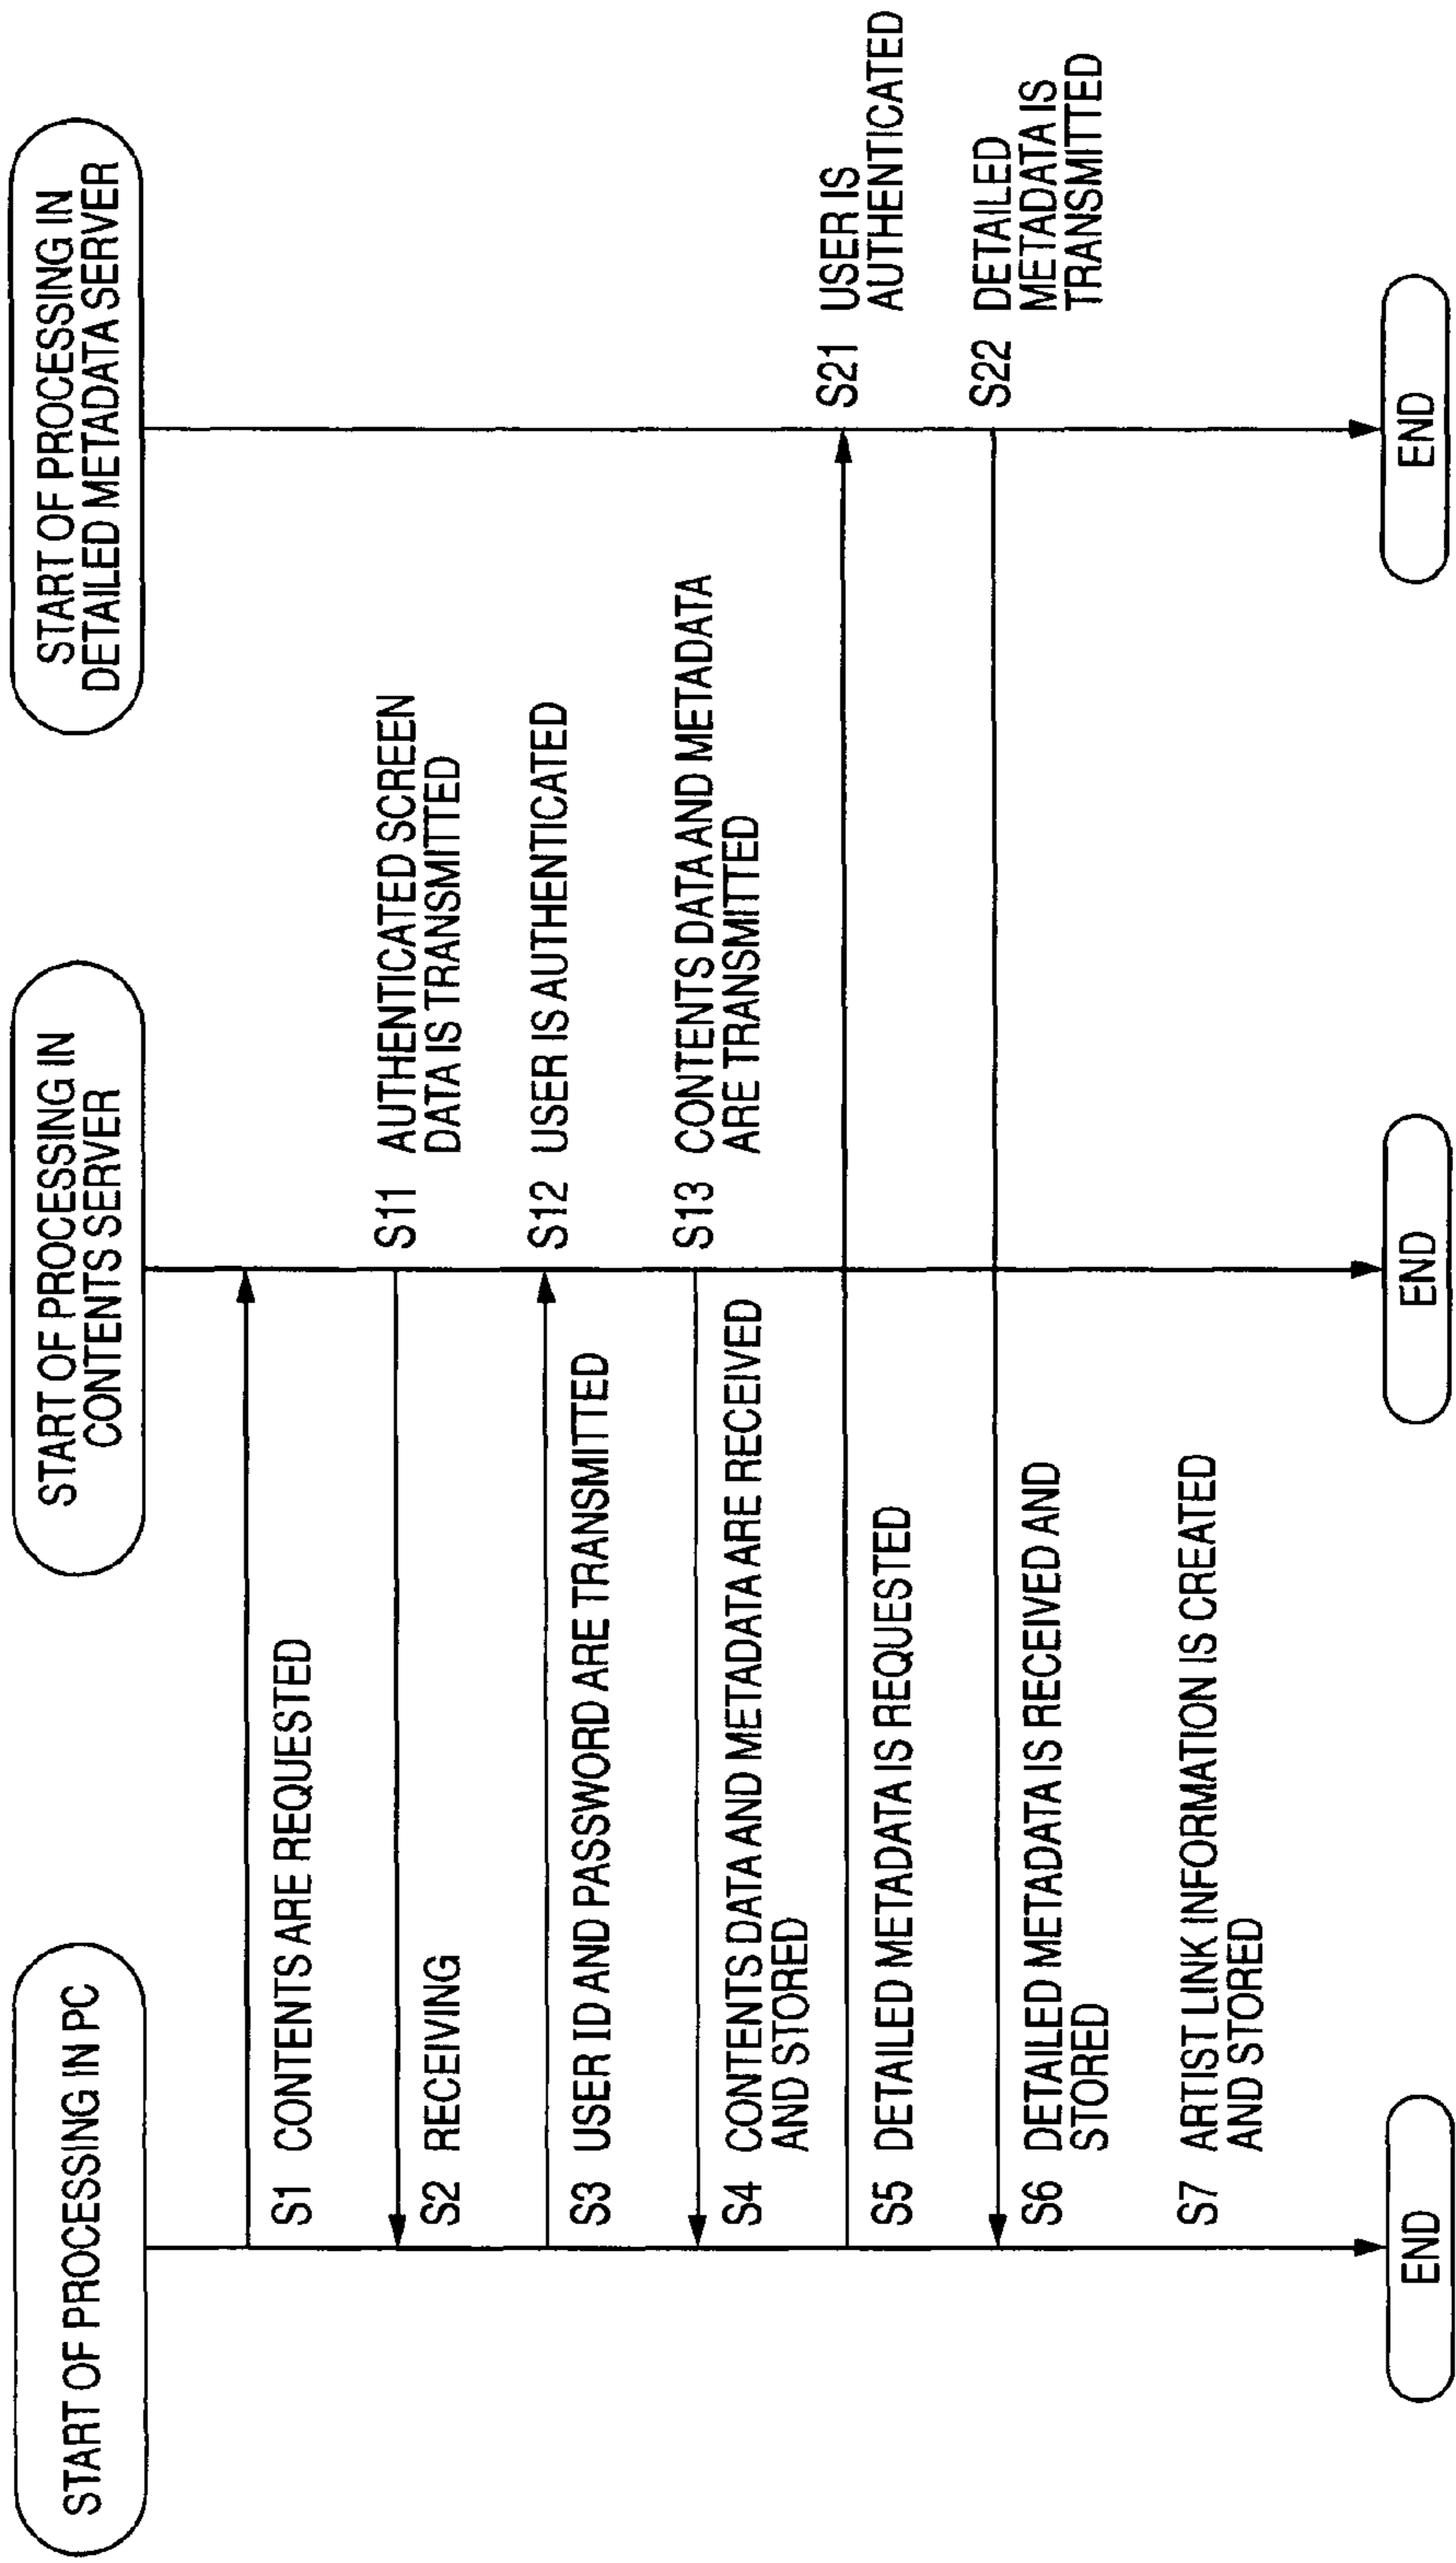 START OF PROCESSING IN PC
S1 CONTENTS ARE REQUESTED
S2 RECEIVING
S3 USER ID AND PASSWORD ARE TRANSMITTED
S4 CONTENTS DATA AND METADATA ARE RECEIVED
AND STORED
S5 DETAILED METADATA IS REQUESTED
S6 DETAILED METADATA IS RECEIVED AND
STORED
S7 ARTIST LINK INFORMATION IS CREATED
AND STORED
END
START OF PROCESSING IN
CONTENTS SERVER
S11 AUTHENTICATED SCREEN
DATA IS TRANSMITTED
S12 USER IS AUTHENTICATED
S13 CONTENTS DATA AND METADATA
ARE TRANSMITTED
END
START OF PROCESSING IN
DETAILED METADATA SERVER
S21 USER IS
AUTHENTICATED
S22 DETAILED
METADATA IS
TRANSMITTED
END